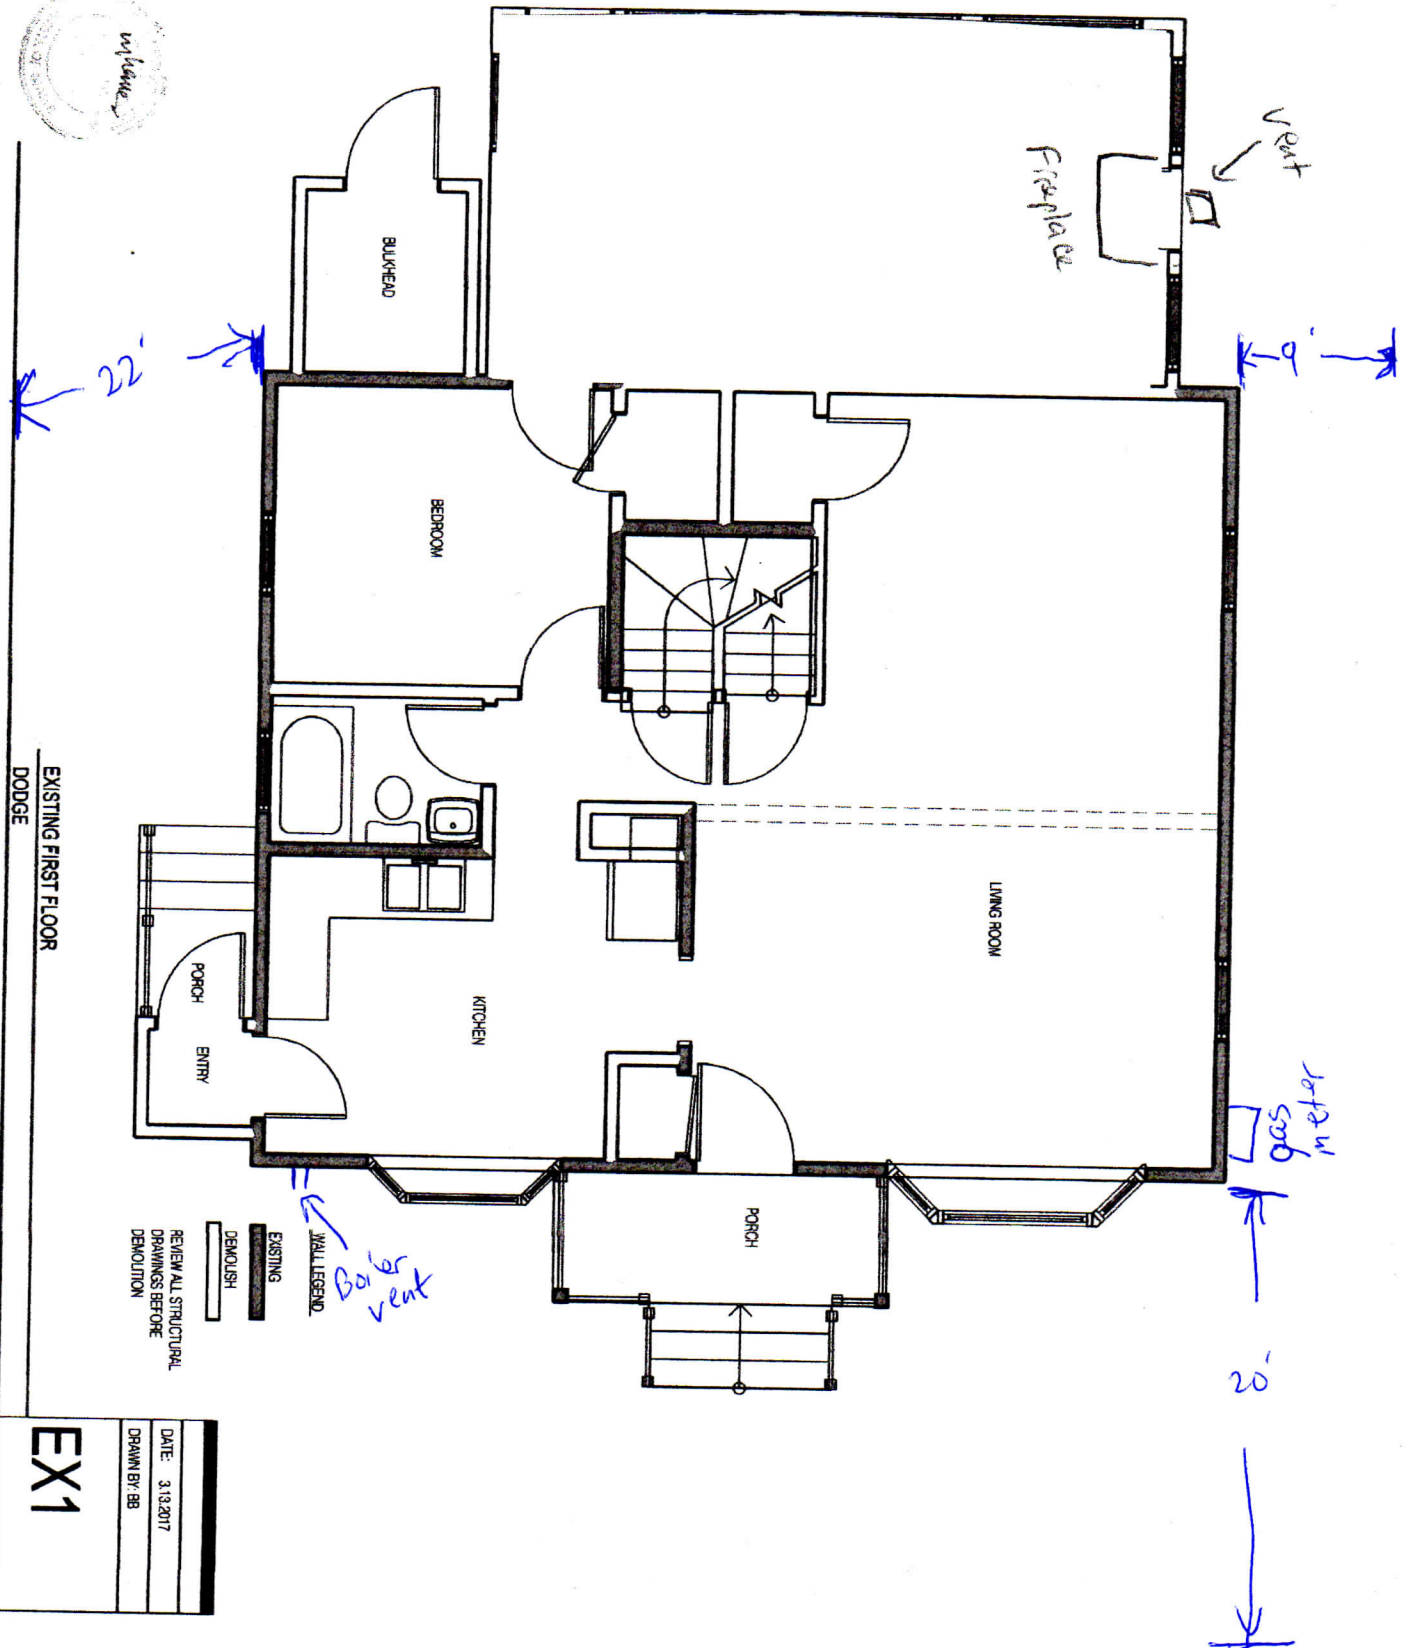 vent
Fireplace
9'
gas
meter
20'
22'
BULKHEAD
BEDROOM
LIVING ROOM
KITCHEN
PORCH
ENTRY
PORCH
Boiler
vent
WALL LEGEND
EXISTING
DEMOLISH
REVIEW ALL STRUCTURAL
DRAWINGS BEFORE
DEMOLITION
EXISTING FIRST FLOOR
DODGE
DATE: 3.13.2017
DRAWN BY: BB
EX1